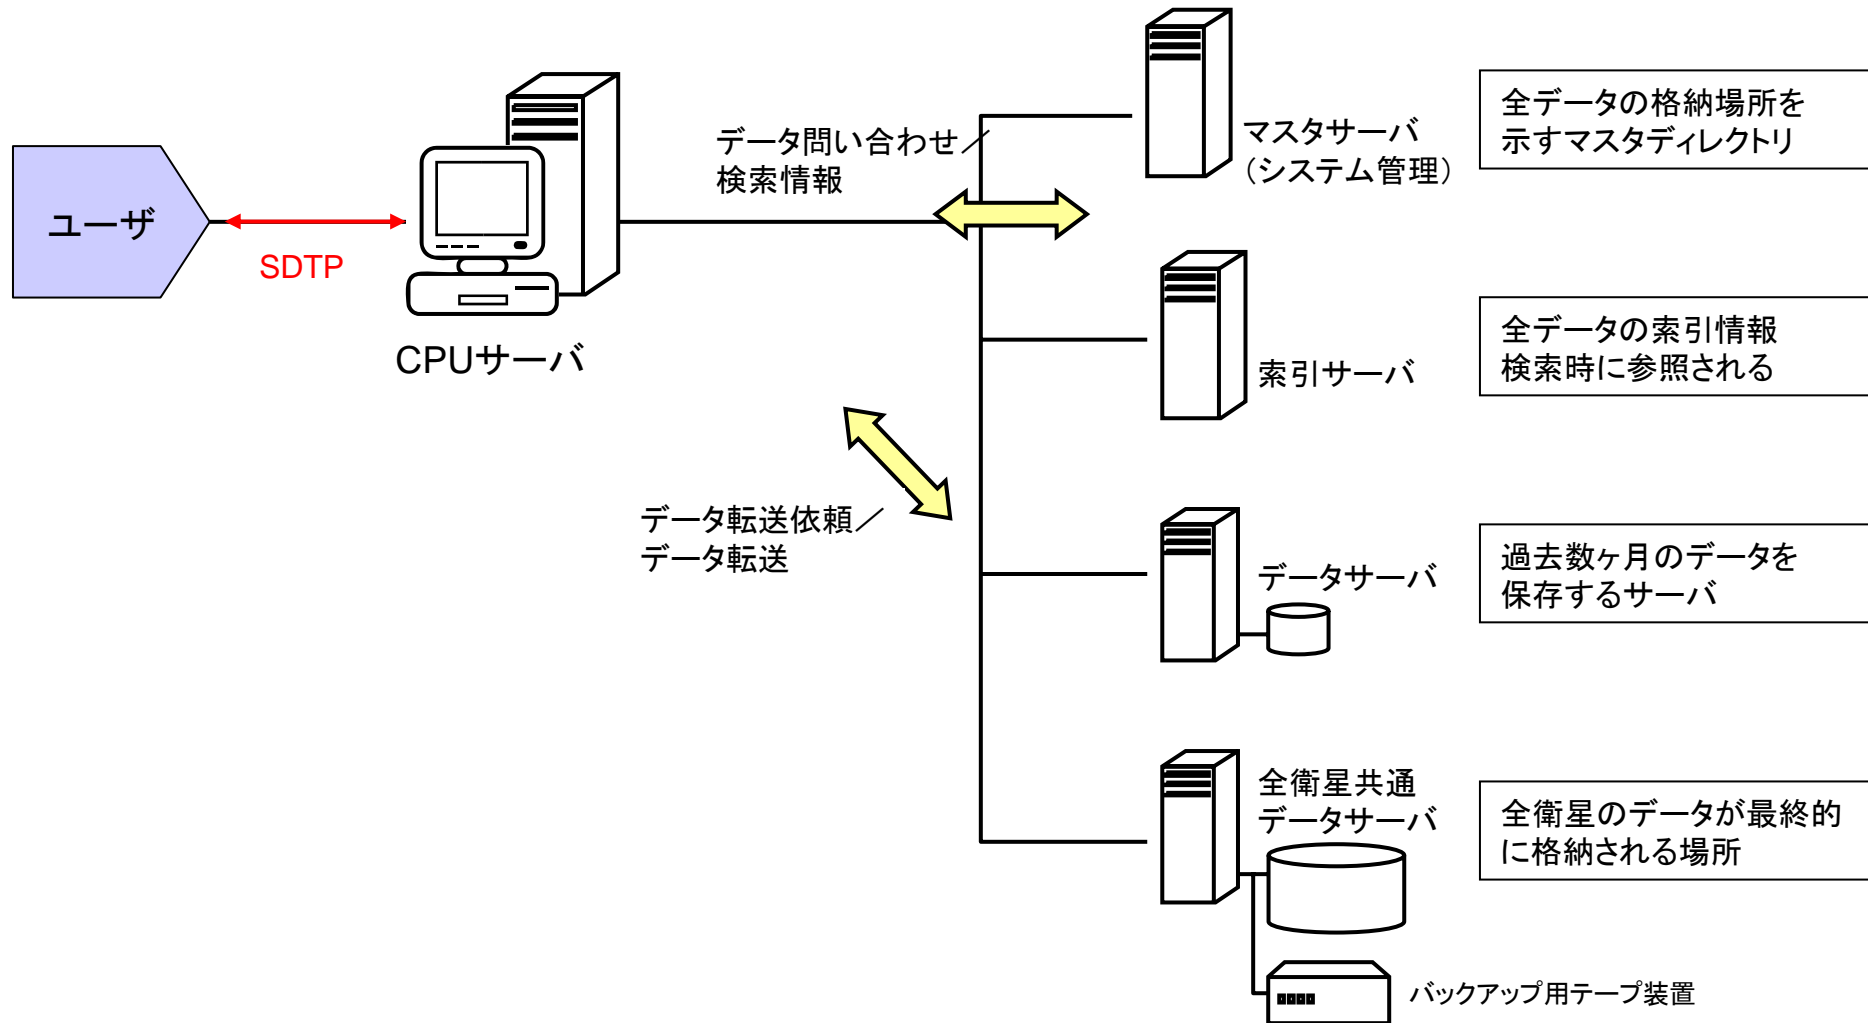 ユーザ
SDTP
CPUサーバ
データ問い合わせ／
検索情報
データ転送依頼／
データ転送
マスタサーバ
（システム管理）
全データの格納場所を
示すマスタディレクトリ
索引サーバ
全データの索引情報
検索時に参照される
データサーバ
過去数ヶ月のデータを
保存するサーバ
全衛星共通
データサーバ
全衛星のデータが最終的
に格納される場所
バックアップ用テープ装置